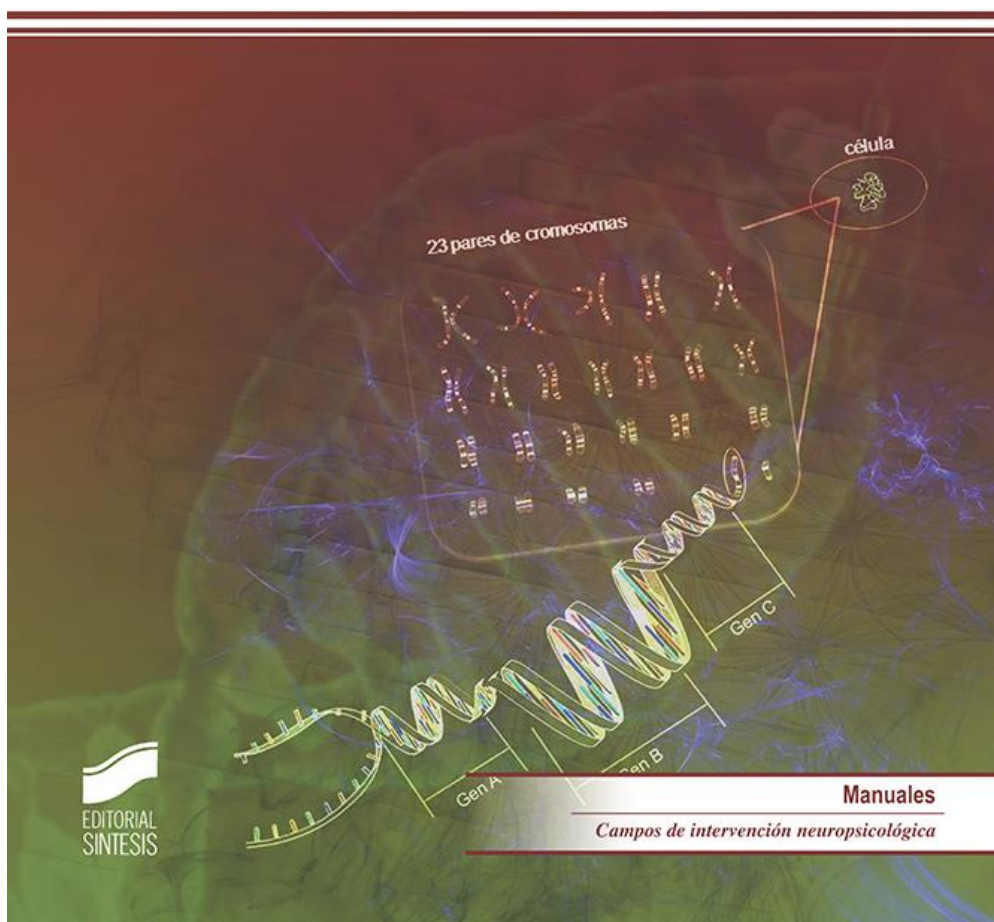 célula
23 pares de cromosomas
Gen C
Gen B
Gen A
Manuales
Campos de intervención neuropsicológica
EDITORIAL
SINTESIS